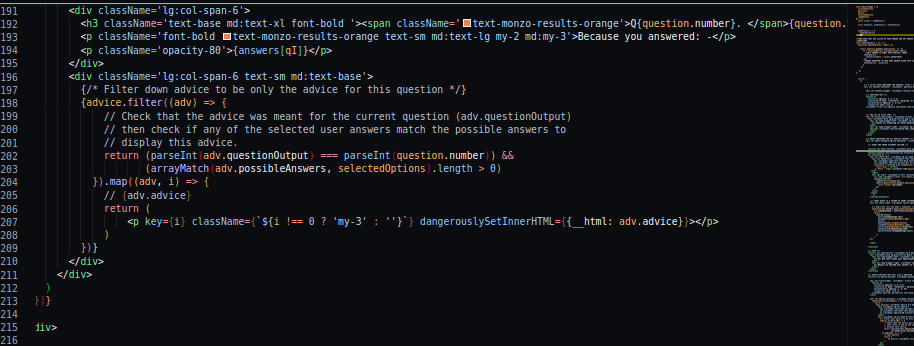 191 <div className='lg:col-span-6'>
192 <h3 className='text-base md:text-xl font-bold '><span className='text-monzo-results-orange'>Q{question.number}. </span>{question.
193 <p className='font-bold text-monzo-results-orange text-sm md:text-lg my-2 md:my-3'>Because you answered: -</p>
194 <p className='opacity-80'>{answers[qI]}</p>
195 </div>
196 <div className='lg:col-span-6 text-sm md:text-base'>
197 {/* Filter down advice to be only the advice for this question */}
198 {advice.filter((adv) => {
199 // Check that the advice was meant for the current question (adv.questionOutput)
200 // then check if any of the selected user answers match the possible answers to
201 // display this advice.
202 return (parseInt(adv.questionOutput) === parseInt(question.number)) &&
203 (arrayMatch(adv.possibleAnswers, selectedOptions).length > 0)
204 }).map((adv, i) => {
205 // {adv.advice}
206 return (
207 <p key={i} className={`${i !== 0 ? 'my-3' : ''}`} dangerouslySetInnerHTML={{__html: adv.advice}}></p>
208 )
209 })}
210 </div>
211 </div>
212 )
213 })}
214
215 div>
216